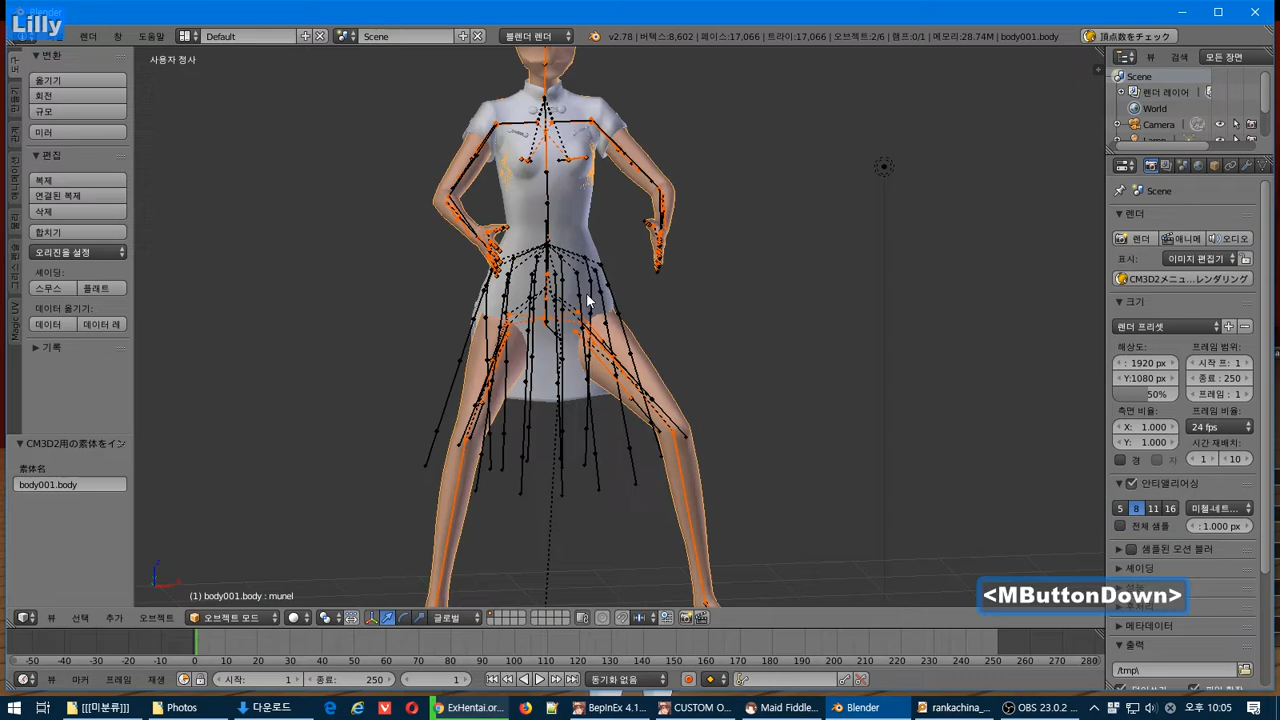 Blender
Lilly
렌더 창 도움말 Default Scene 블렌더 렌더 v2.78 | 버텍스:8,602 | 페이스:17,066 | 트라이:17,066 | 오브젝트:2/6 | 램프:0/1 | 메모리:28.74M | body001.body 頂点数をチェック
변환
옮기기
회전
규모
미러
편집
복제
연결된 복제
삭제
합치기
오리진을 설정
셰이딩:
스무스 플래트
데이터 옮기기:
데이터 데이터 레
기록
Magic UV
CM3D2用の素体をイン
素体名
body001.body
사용자 정사
(1) body001.body : munel
<MButtonDown>
뷰 검색 모든 장면
Scene
렌더 레이어
World
Camera
Scene
렌더
렌더 애니메 오디오
표시: 이미지 편집기
CM3D2メニュ...レンダリング
크기
렌더 프리셋
해상도: 프레임 범위:
: 1920 px 시작 프: 1
Y:1080 px 종료 : 250
50% 프레임 : 1
측면 비율: 프레임 비율:
X: 1.000 24 fps
Y: 1.000 시간 재배치:
경 자 1 10
안티앨리어싱
5 8 11 16 미첼-네트...
전체 샘플 : 1.000 px
샘플된 모션 블러
셰이딩
메타데이터
출력
/tmp\
뷰 선택 추가 오브젝트 오브젝트 모드 글로벌
-50 -40 -30 -20 -10 0 10 20 30 40 50 60 70 80 90 100 110 120 130 140 150 160 170 180 190 200 210 220 230 240 250 260 270 280
뷰 마커 프레임 재생 시작: 1 종료: 250 1 동기화 없음
[[[미분류]]] Photos 다운로드 ExHentai.or... BepInEx 4.1... CUSTOM O... Maid Fiddle... Blender rankachina_... OBS 23.0.2 ... A 오후 10:05